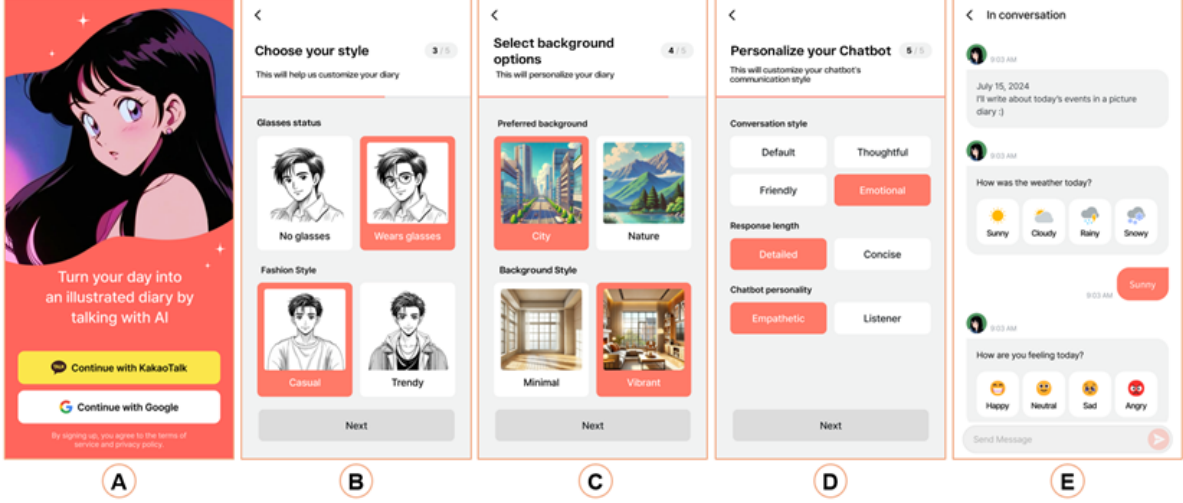 Turn your day into
an illustrated diary by
talking with AI
TALK Continue with KakaoTalk
Continue with Google
By signing up, you agree to the terms of
service and privacy policy.
A
Choose your style
3 / 5
This will help us customize your diary
Glasses status
No glasses
Wears glasses
Fashion Style
Casual
Trendy
Next
B
Select background
options
4 / 5
This will personalize your diary
Preferred background
City
Nature
Background Style
Minimal
Vibrant
Next
C
Personalize your Chatbot
5 / 5
This will customize your chatbot's
communication style
Conversation style
Default
Thoughtful
Friendly
Emotional
Response length
Detailed
Concise
Chatbot personality
Empathetic
Listener
Next
D
In conversation
9:03 AM
July 15, 2024
I'll write about today's events in a picture
diary :)
9:03 AM
How was the weather today?
Sunny
Cloudy
Rainy
Snowy
Sunny
9:03 AM
9:03 AM
How are you feeling today?
Happy
Neutral
Sad
Angry
Send Message
E